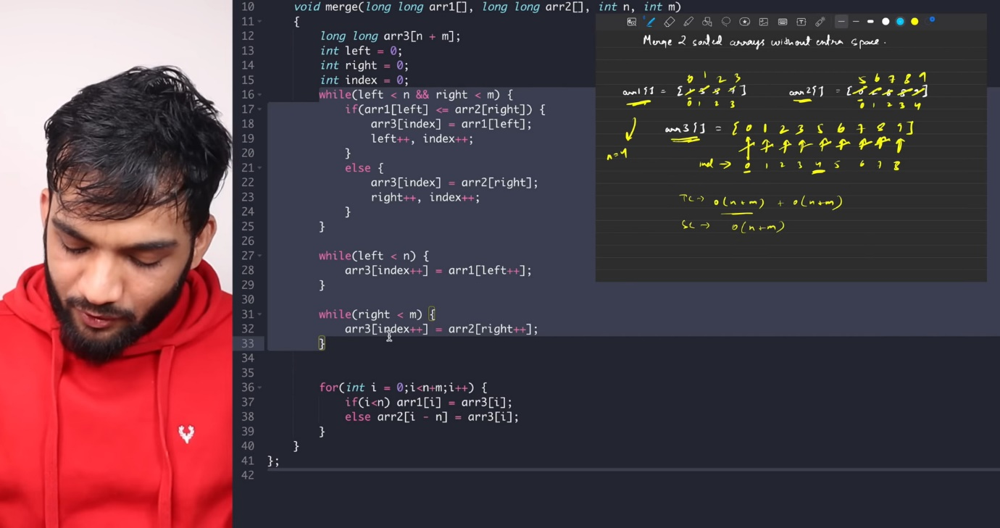 10 void merge(long long arr1[], long long arr2[], int n, int m)
11 {
12 long long arr3[n + m];
13 int left = 0;
14 int right = 0;
15 int index = 0;
16 while(left < n && right < m) {
17 if(arr1[left] <= arr2[right]) {
18 arr3[index] = arr1[left];
19 left++, index++;
20 }
21 else {
22 arr3[index] = arr2[right];
23 right++, index++;
24 }
25 }
26
27 while(left < n) {
28 arr3[index++] = arr1[left++];
29 }
30
31 while(right < m) {
32 arr3[index++] = arr2[right++];
33 }
34
35
36 for(int i = 0;i<n+m;i++) {
37 if(i<n) arr1[i] = arr3[i];
38 else arr2[i - n] = arr3[i];
39 }
40 }
41 };
42
Merge 2 sorted arrays without extra space.
0 1 2 3 5 6 7 8 9
arr1[] = [ ] arr2[] = [ ]
0 1 2 3 0 1 2 3 4
arr3[] = [ 0 1 2 3 5 6 7 8 9 ]
n=4
ind → 0 1 2 3 4 5 6 7 8
TC → O(n+m) + O(n+m)
SC → O(n+m)